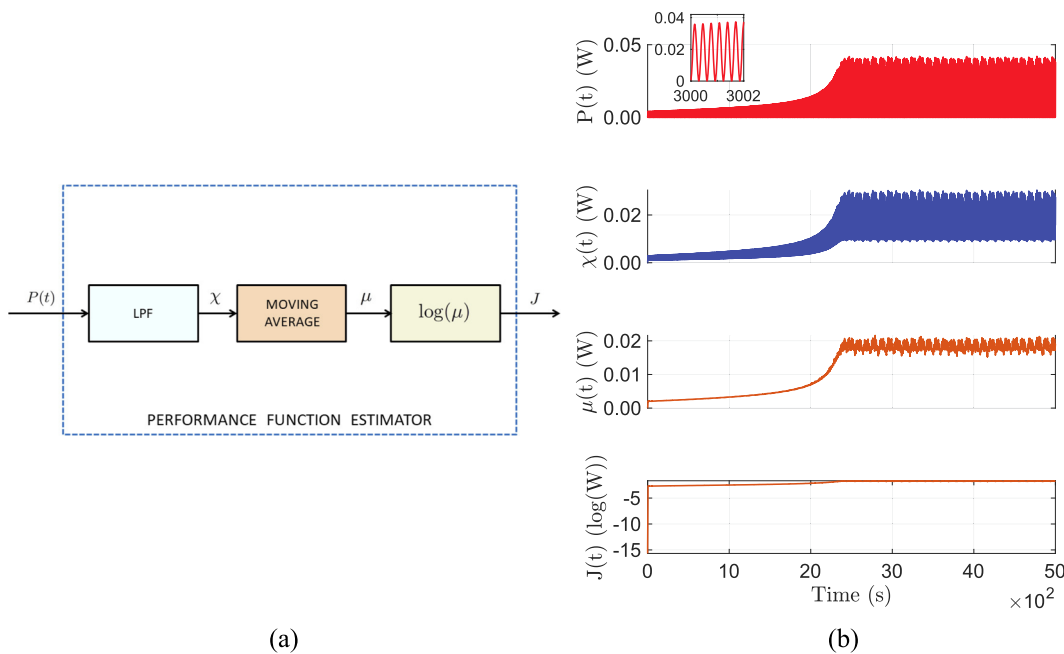 P(t)
LPF
χ
MOVING
AVERAGE
μ
log(μ)
J
PERFORMANCE FUNCTION ESTIMATOR
(a)
0.04
0.02
0
3000 3002
0.05
0.00
P(t) (W)
0.02
0.00
χ(t) (W)
0.02
0.01
0.00
μ(t) (W)
-5
-10
-15
J(t) (log(W))
0 10 20 30 40 50
Time (s)
×10²
(b)